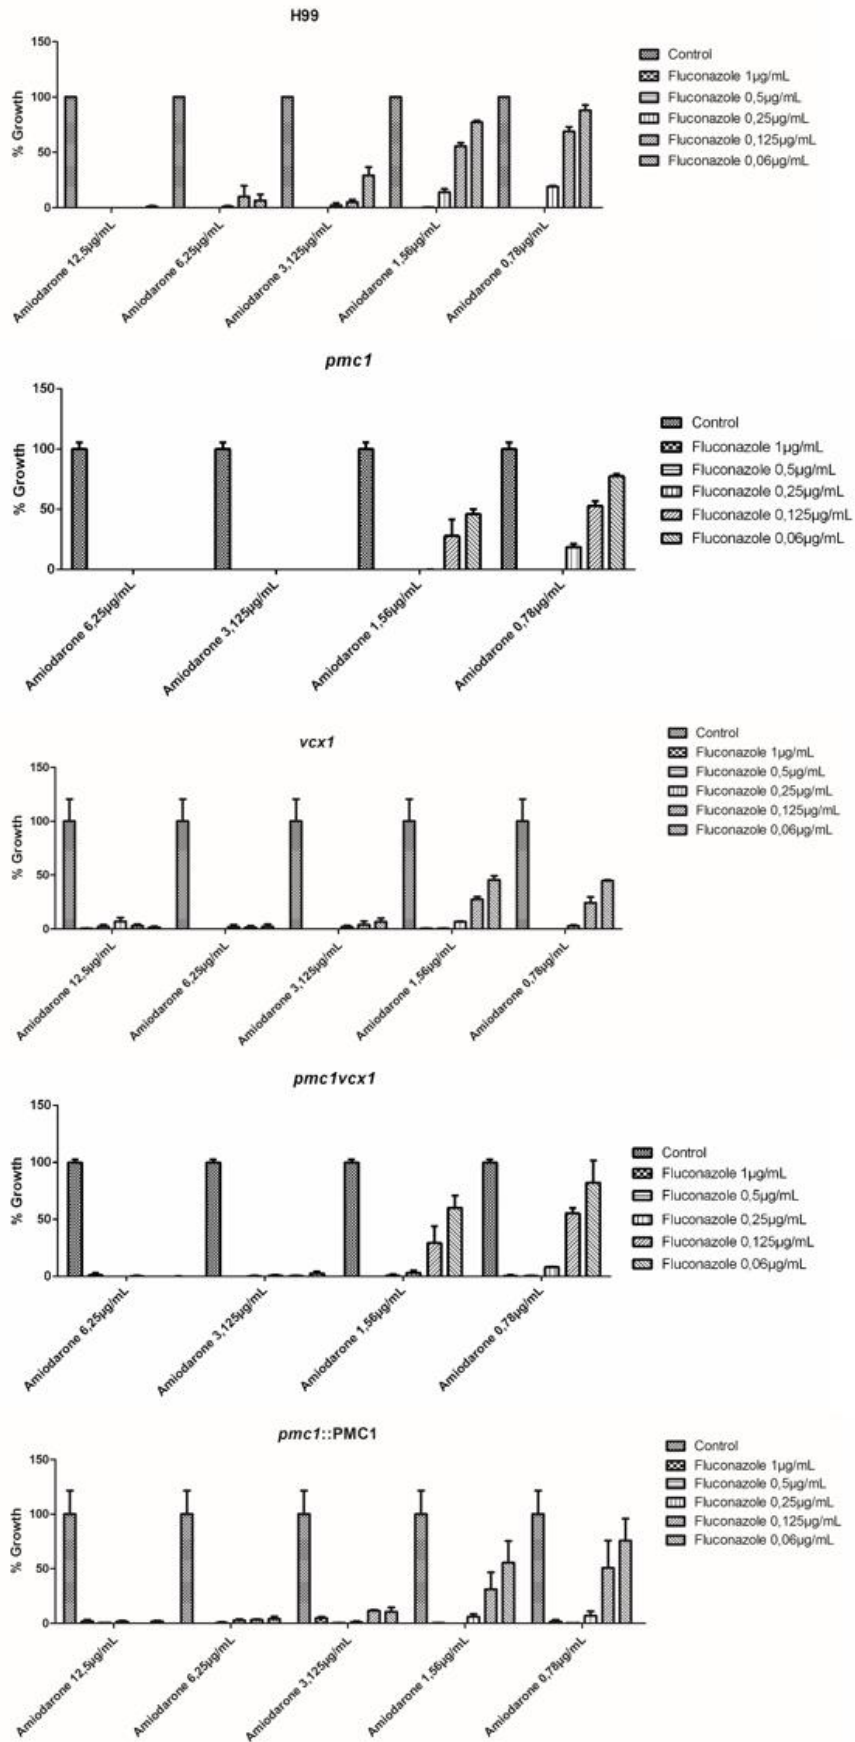 H99
150
100
50
0
% Growth
Amiodarone 12,5µg/mL
Amiodarone 6,25µg/mL
Amiodarone 3,125µg/mL
Amiodarone 1,56µg/mL
Amiodarone 0,78µg/mL
Control
Fluconazole 1µg/mL
Fluconazole 0,5µg/mL
Fluconazole 0,25µg/mL
Fluconazole 0,125µg/mL
Fluconazole 0,06µg/mL
pmc1
150
100
50
0
% Growth
Amiodarone 6,25µg/mL
Amiodarone 3,125µg/mL
Amiodarone 1,56µg/mL
Amiodarone 0,78µg/mL
Control
Fluconazole 1µg/mL
Fluconazole 0,5µg/mL
Fluconazole 0,25µg/mL
Fluconazole 0,125µg/mL
Fluconazole 0,06µg/mL
vcx1
150
100
50
0
% Growth
Amiodarone 12,5µg/mL
Amiodarone 6,25µg/mL
Amiodarone 3,125µg/mL
Amiodarone 1,56µg/mL
Amiodarone 0,78µg/mL
Control
Fluconazole 1µg/mL
Fluconazole 0,5µg/mL
Fluconazole 0,25µg/mL
Fluconazole 0,125µg/mL
Fluconazole 0,06µg/mL
pmc1vcx1
150
100
50
0
% Growth
Amiodarone 6,25µg/mL
Amiodarone 3,125µg/mL
Amiodarone 1,56µg/mL
Amiodarone 0,78µg/mL
Control
Fluconazole 1µg/mL
Fluconazole 0,5µg/mL
Fluconazole 0,25µg/mL
Fluconazole 0,125µg/mL
Fluconazole 0,06µg/mL
pmc1::PMC1
150
100
50
0
% Growth
Amiodarone 12,5µg/mL
Amiodarone 6,25µg/mL
Amiodarone 3,125µg/mL
Amiodarone 1,56µg/mL
Amiodarone 0,78µg/mL
Control
Fluconazole 1µg/mL
Fluconazole 0,5µg/mL
Fluconazole 0,25µg/mL
Fluconazole 0,125µg/mL
Fluconazole 0,06µg/mL